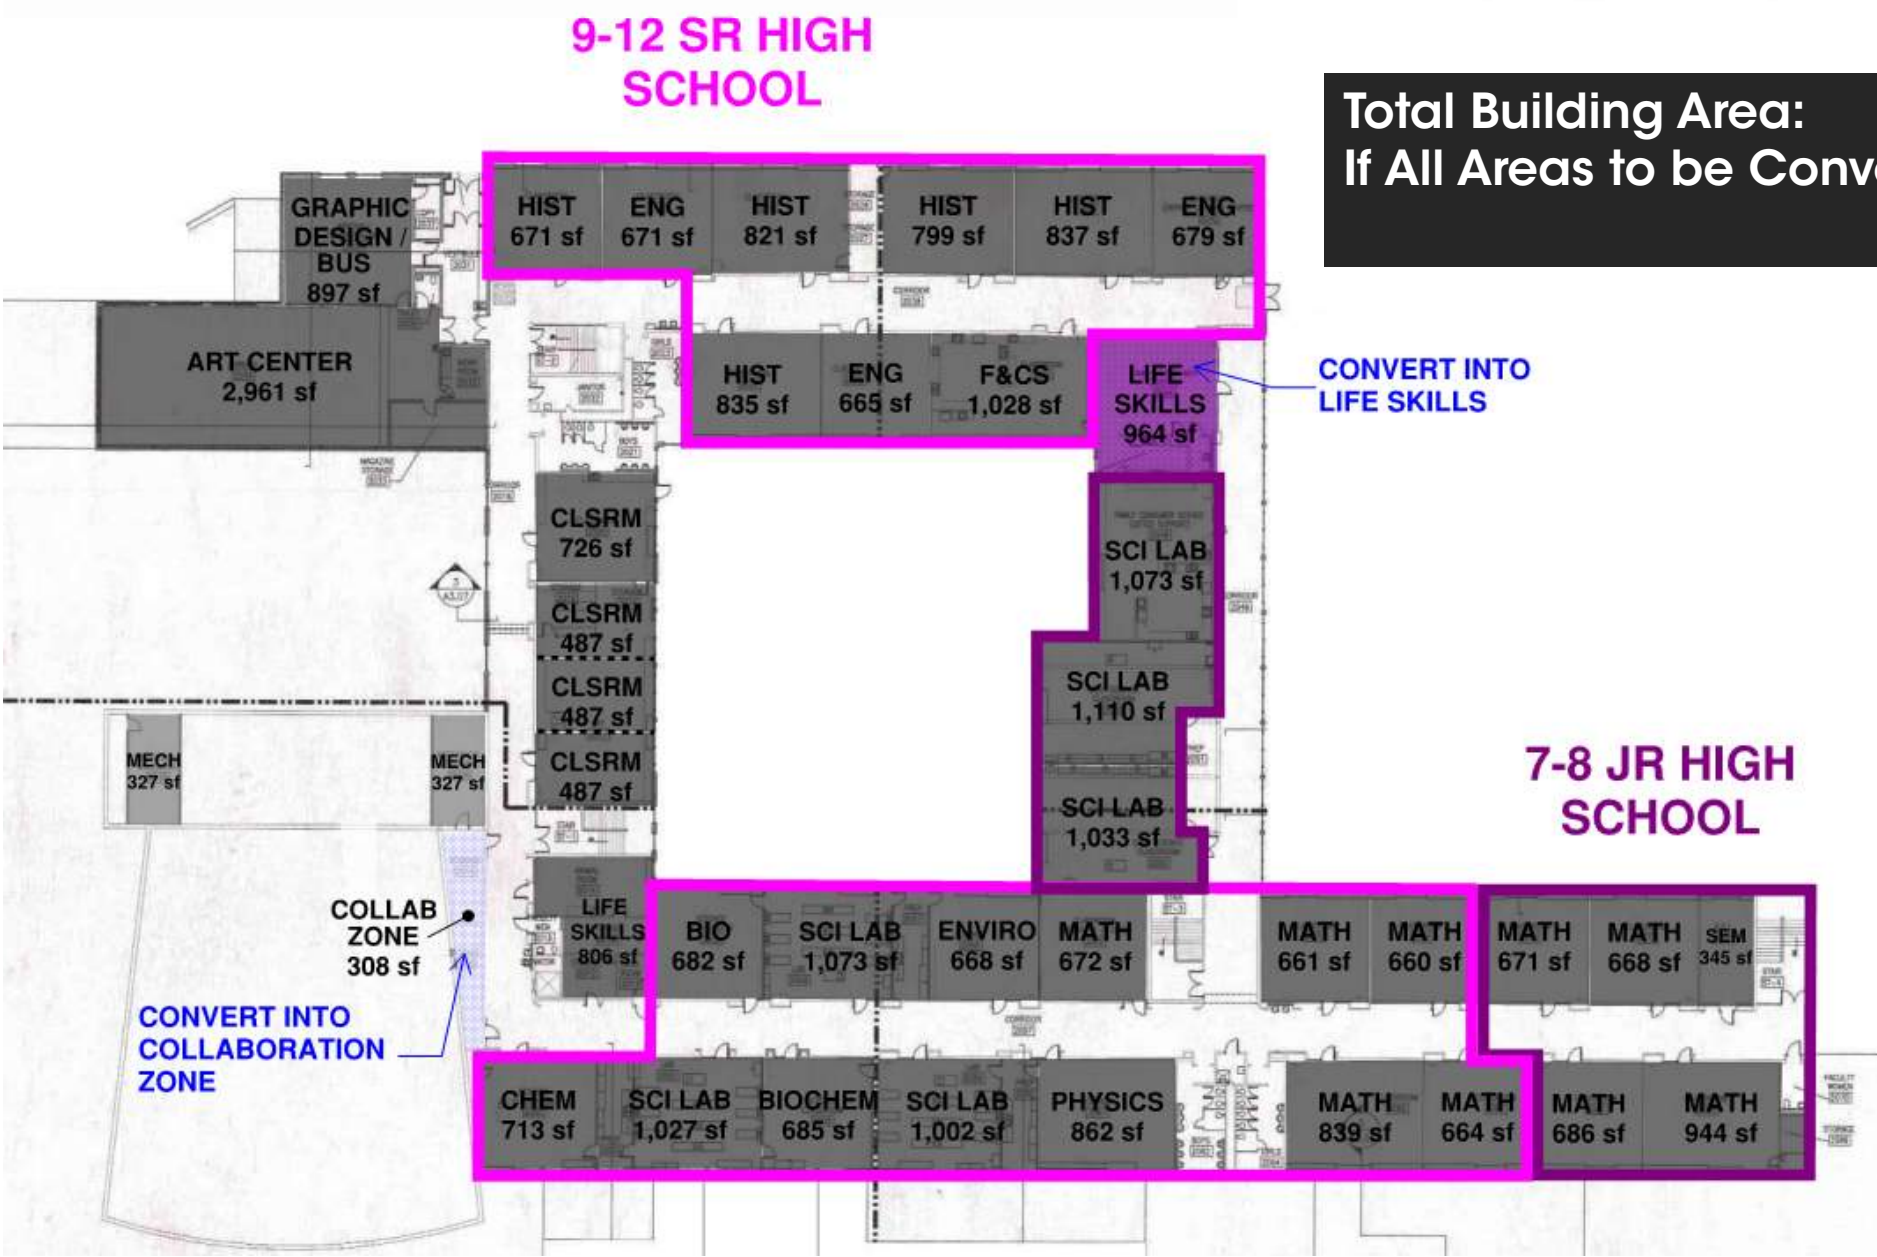 9-12 SR HIGH
SCHOOL
Total Building Area:
If All Areas to be Conve
GRAPHIC
DESIGN /
BUS
897 sf
HIST
671 sf
ENG
671 sf
HIST
821 sf
HIST
799 sf
HIST
837 sf
ENG
679 sf
ART CENTER
2,961 sf
HIST
835 sf
ENG
665 sf
F&CS
1,028 sf
LIFE
SKILLS
964 sf
CONVERT INTO
LIFE SKILLS
CLSRM
726 sf
CLSRM
487 sf
CLSRM
487 sf
CLSRM
487 sf
SCI LAB
1,073 sf
SCI LAB
1,110 sf
SCI LAB
1,033 sf
MECH
327 sf
MECH
327 sf
7-8 JR HIGH
SCHOOL
COLLAB
ZONE
308 sf
CONVERT INTO
COLLABORATION
ZONE
LIFE
SKILLS
806 sf
BIO
682 sf
SCI LAB
1,073 sf
ENVIRO
668 sf
MATH
672 sf
MATH
661 sf
MATH
660 sf
MATH
671 sf
MATH
668 sf
SEM
345 sf
CHEM
713 sf
SCI LAB
1,027 sf
BIOCHEM
685 sf
SCI LAB
1,002 sf
PHYSICS
862 sf
MATH
839 sf
MATH
664 sf
MATH
686 sf
MATH
944 sf